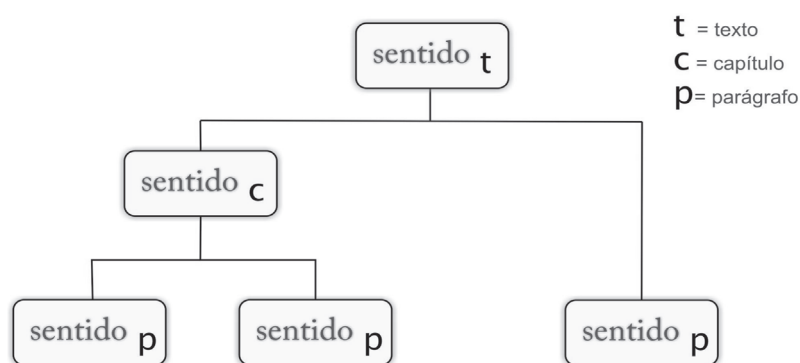 sentido t
t = texto
c = capítulo
p= parágrafo
sentido c
sentido p
sentido p
sentido p